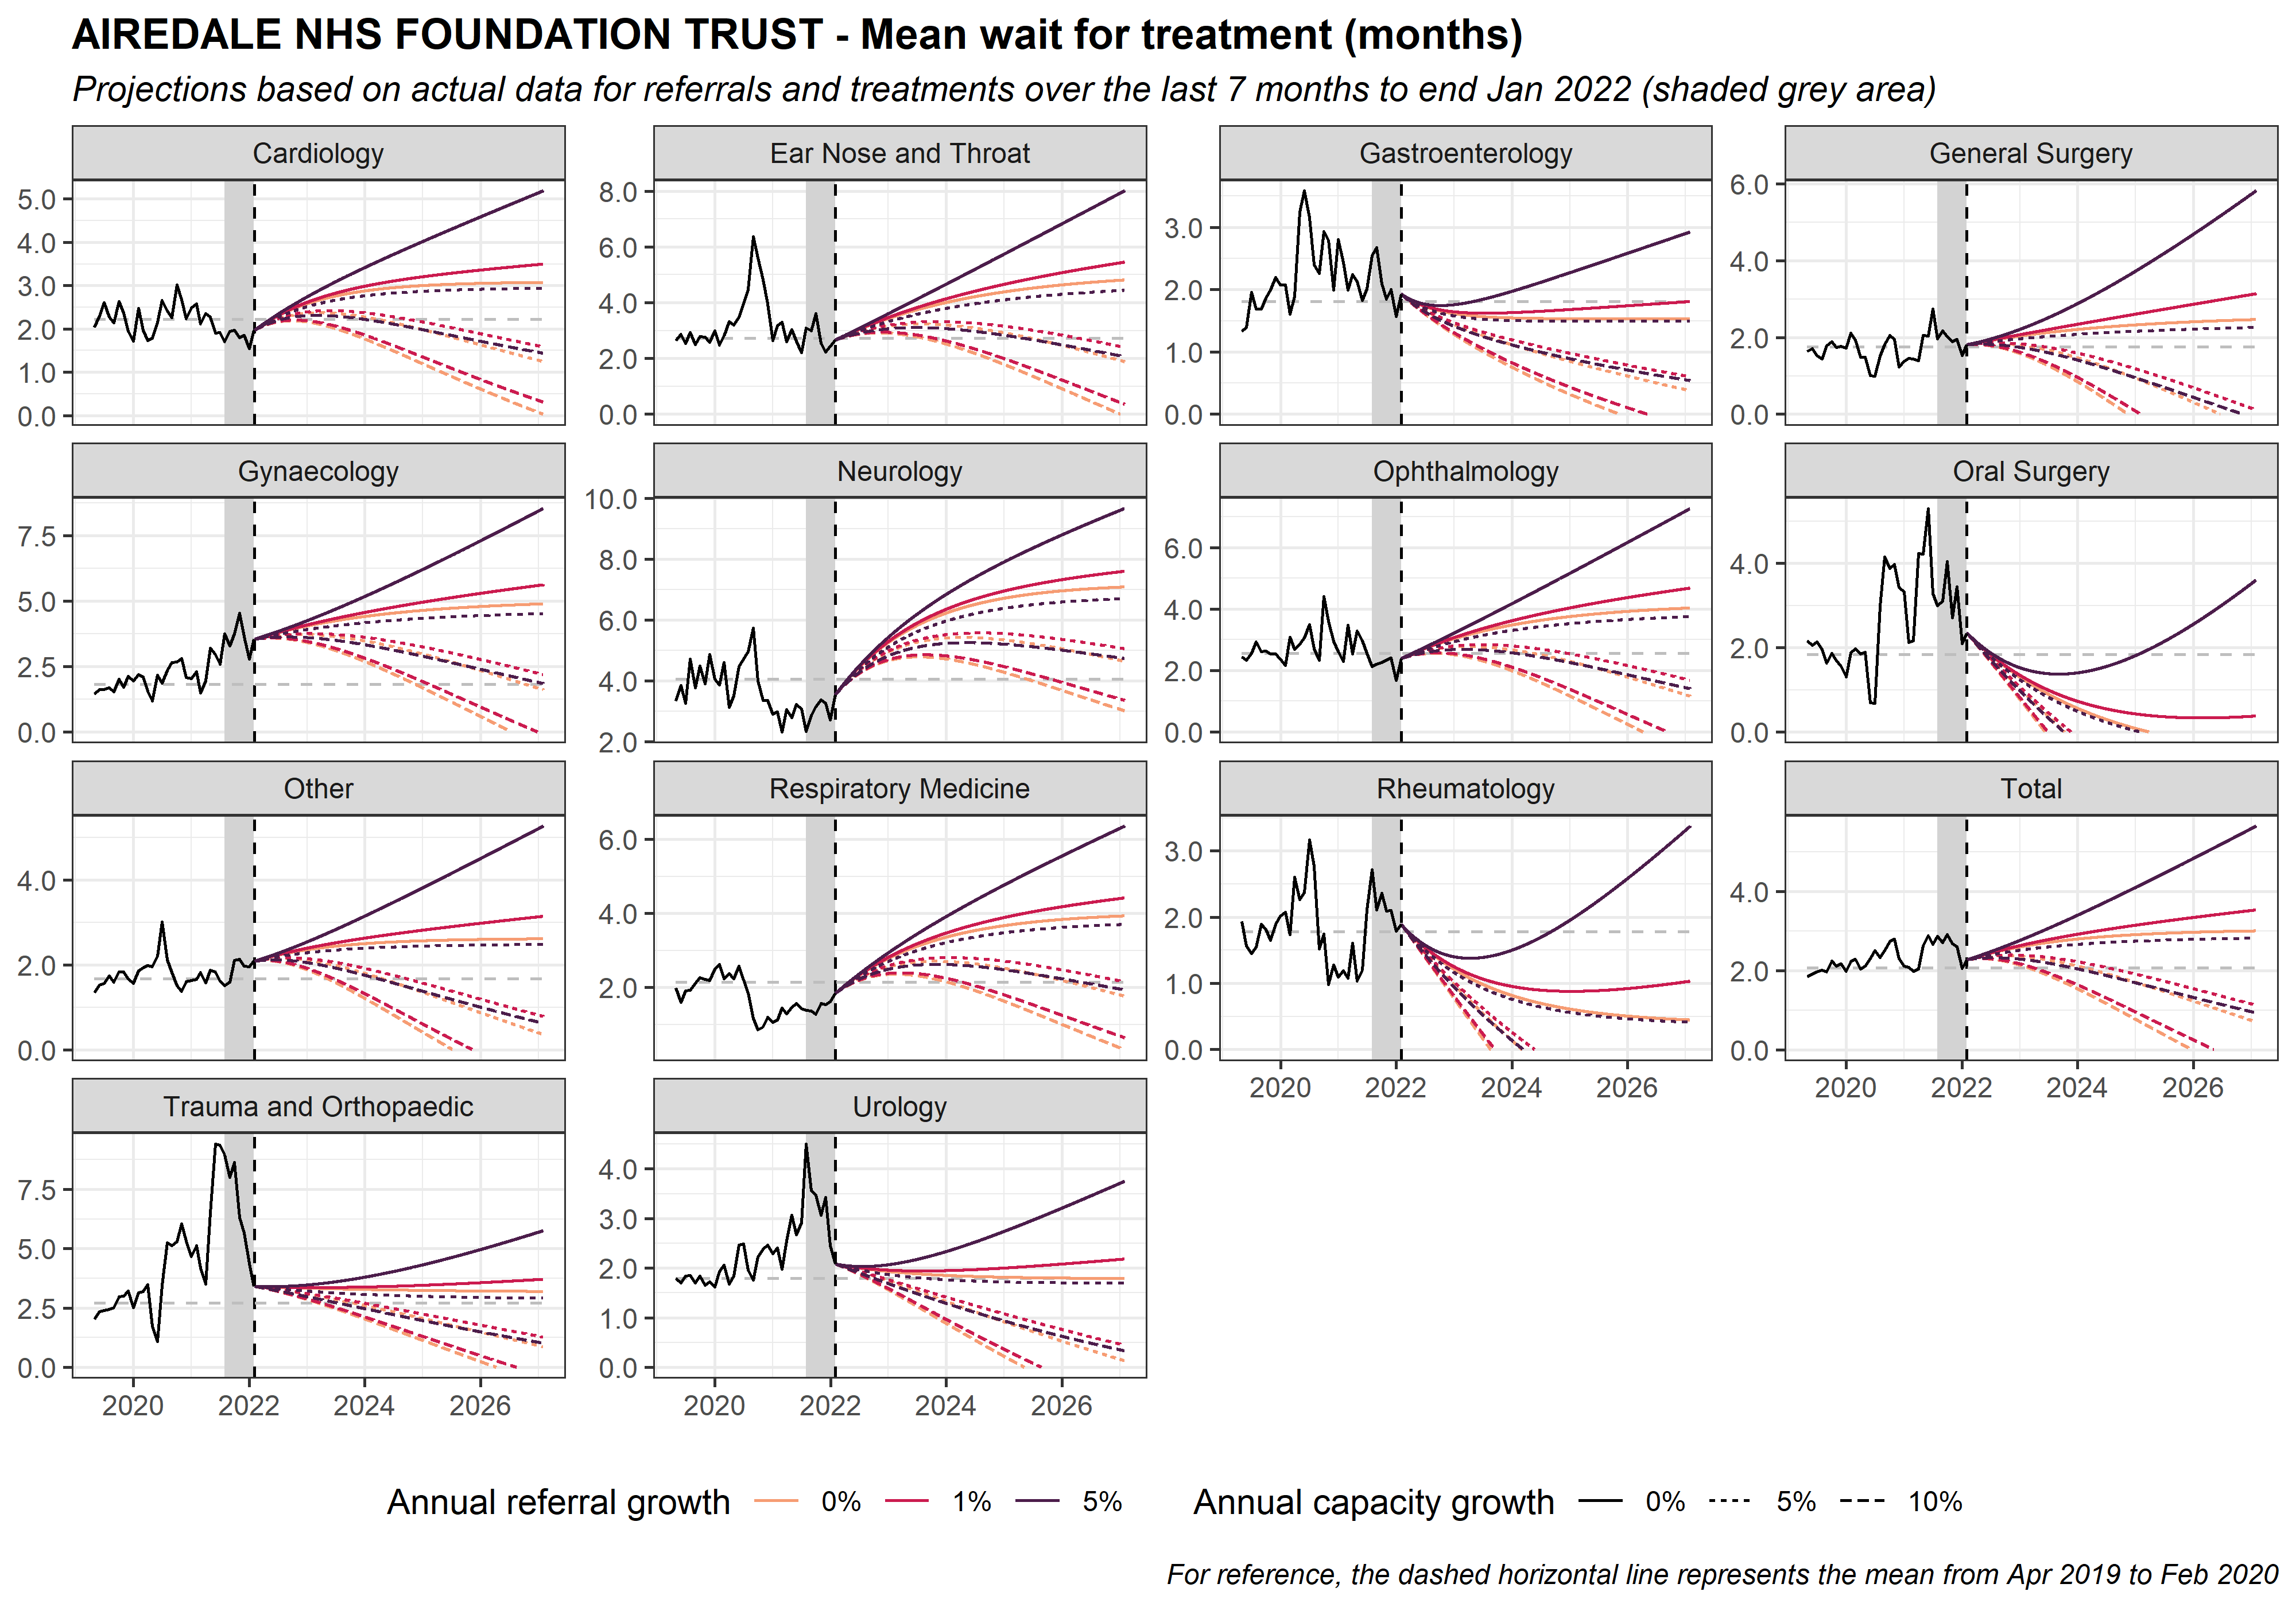 AIREDALE NHS FOUNDATION TRUST - Mean wait for treatment (months)
Projections based on actual data for referrals and treatments over the last 7 months to end Jan 2022 (shaded grey area)
Cardiology
5.0
4.0
3.0
2.0
1.0
0.0
Ear Nose and Throat
8.0
6.0
4.0
2.0
0.0
Gastroenterology
3.0
2.0
1.0
0.0
General Surgery
6.0
4.0
2.0
0.0
Gynaecology
7.5
5.0
2.5
0.0
Neurology
10.0
8.0
6.0
4.0
2.0
Ophthalmology
6.0
4.0
2.0
0.0
Oral Surgery
4.0
2.0
0.0
Other
4.0
2.0
0.0
Respiratory Medicine
6.0
4.0
2.0
Rheumatology
3.0
2.0
1.0
0.0
2020 2022 2024 2026
Total
4.0
2.0
0.0
2020 2022 2024 2026
Trauma and Orthopaedic
7.5
5.0
2.5
0.0
2020 2022 2024 2026
Urology
4.0
3.0
2.0
1.0
0.0
2020 2022 2024 2026
Annual referral growth 0% 1% 5%
Annual capacity growth 0% 5% 10%
For reference, the dashed horizontal line represents the mean from Apr 2019 to Feb 2020